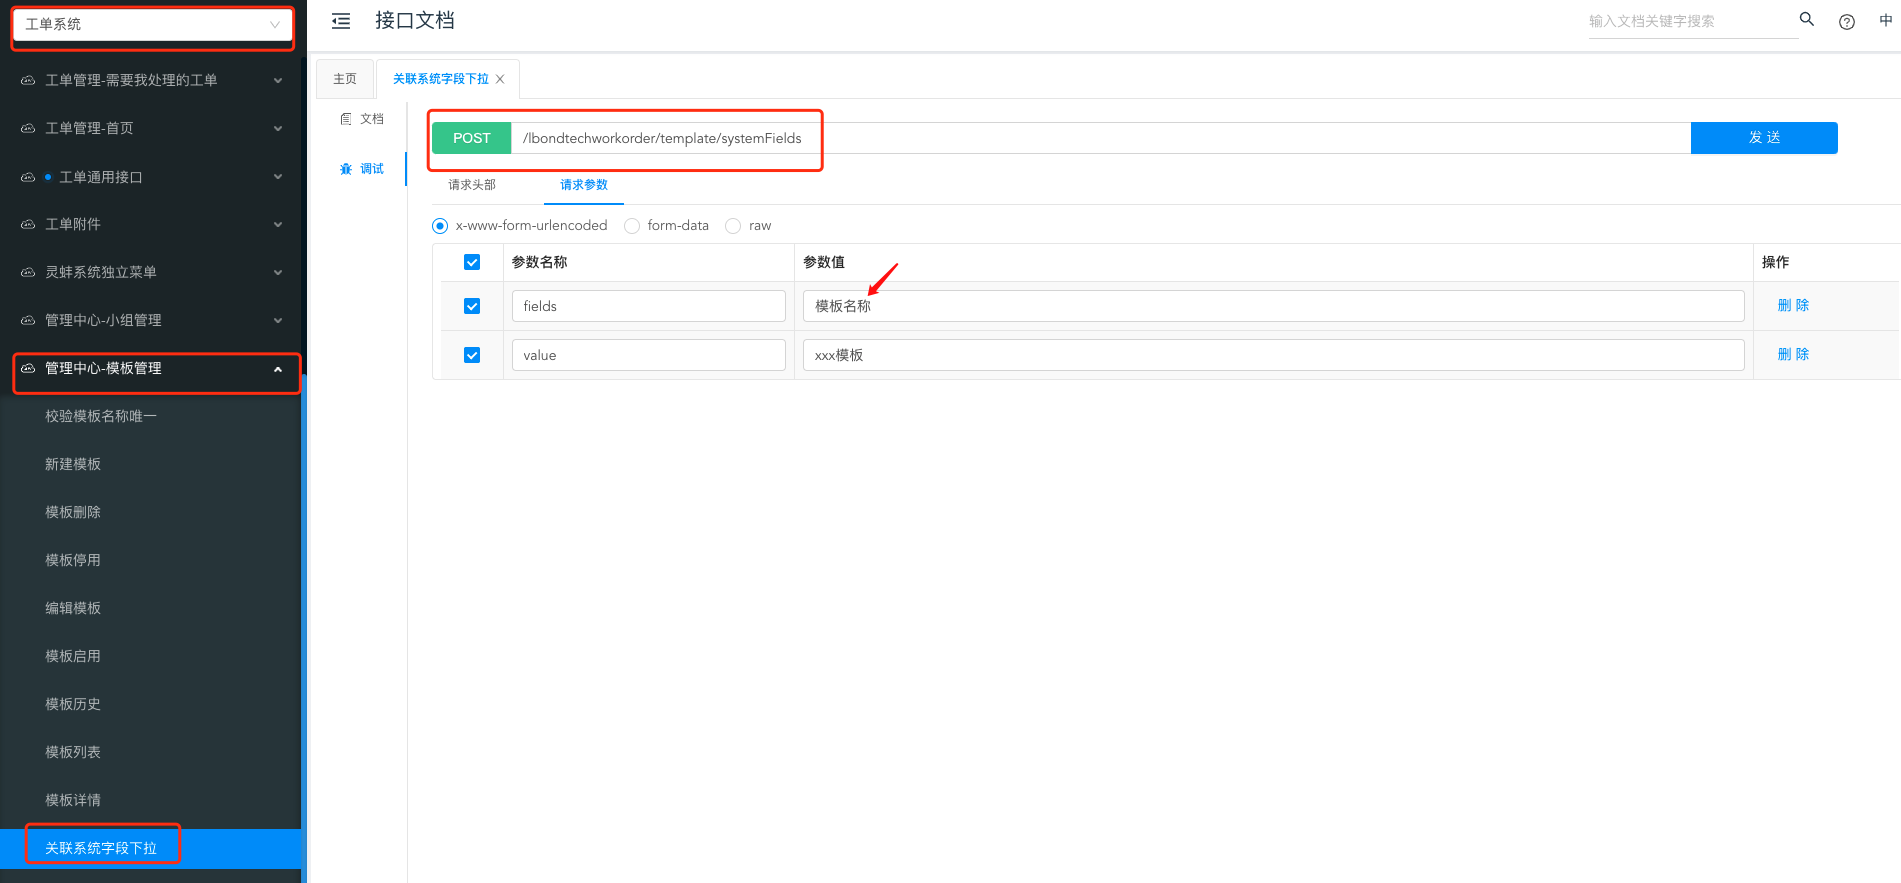 工单系统
接口文档
输入文档关键字搜索
中
工单管理-需要我处理的工单
工单管理-首页
工单通用接口
工单附件
灵蚌系统独立菜单
管理中心-小组管理
管理中心-模板管理
校验模板名称唯一
新建模板
模板删除
模板停用
编辑模板
模板启用
模板历史
模板列表
模板详情
关联系统字段下拉
主页
关联系统字段下拉
文档
调试
POST
/lbondtechworkorder/template/systemFields
发 送
请求头部
请求参数
x-www-form-urlencoded
form-data
raw
参数名称
参数值
操作
fields
模板名称
删 除
value
xxx模板
删 除